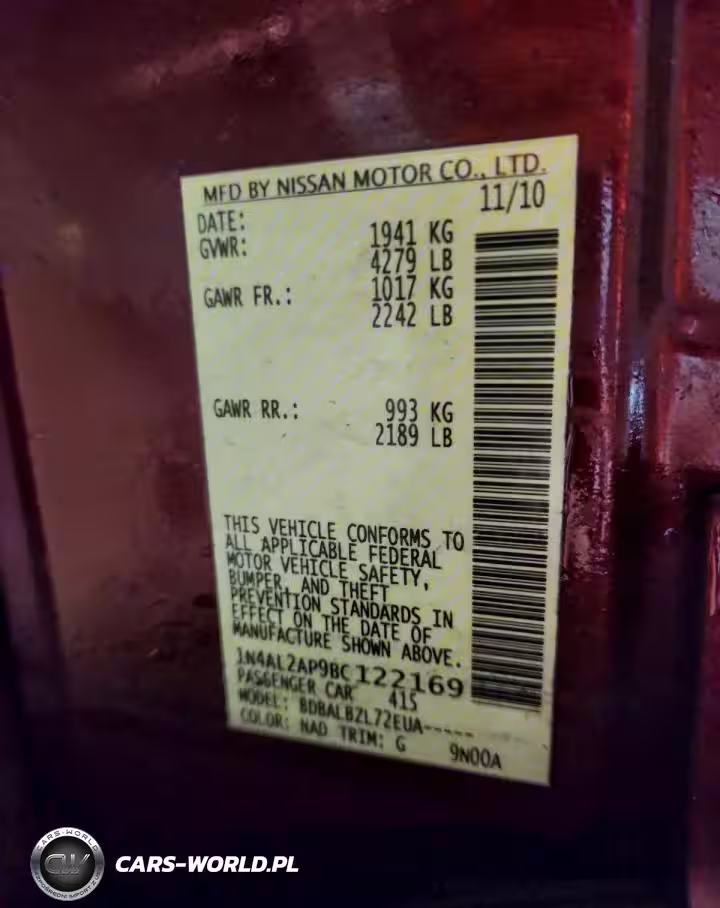 MFD BY NISSAN MOTOR CO., LTD.
DATE: 11/10
GVWR: 1941 KG
4279 LB
GAWR FR.: 1017 KG
2242 LB
GAWR RR.: 993 KG
2189 LB
THIS VEHICLE CONFORMS TO
ALL APPLICABLE FEDERAL
MOTOR VEHICLE SAFETY,
BUMPER, AND THEFT
PREVENTION STANDARDS IN
EFFECT ON THE DATE OF
MANUFACTURE SHOWN ABOVE.
1N4AL2AP9BC122169
PASSENGER CAR 415
MODEL: BDBALBZL72EUA-----
COLOR: NAD TRIM: G 9N00A
CARS-WORLD
CW
CARS-WORLD.PL